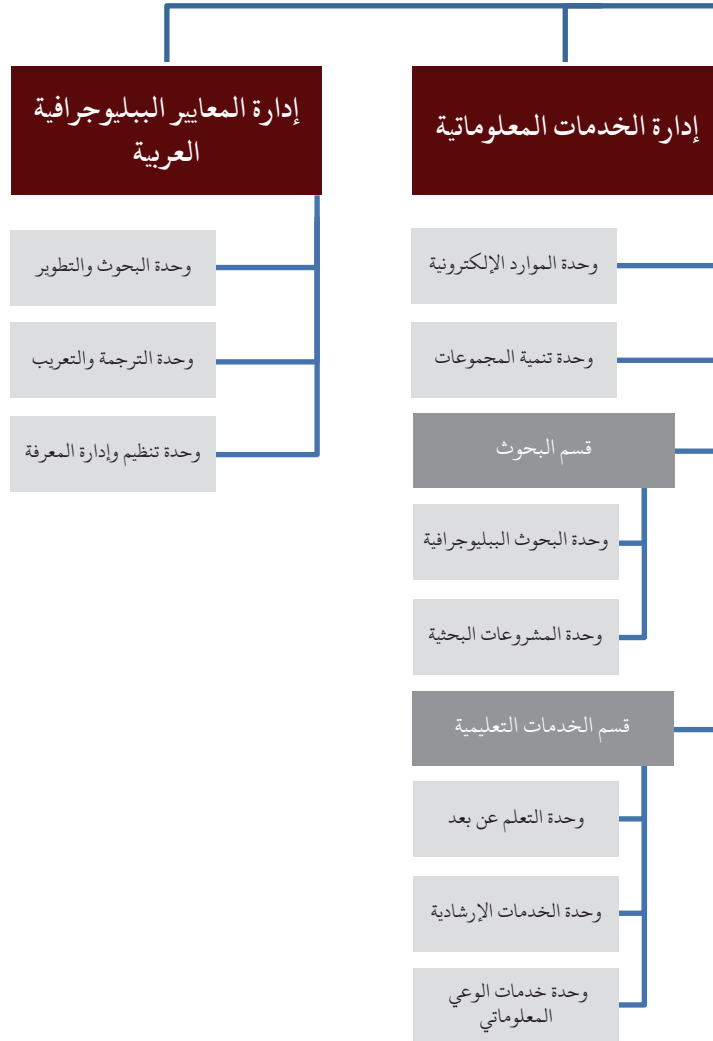 إدارة الخدمات المعلوماتية
وحدة الموارد الإلكترونية
وحدة تنمية المجموعات
قسم البحوث
وحدة البحوث الببليوجرافية
وحدة المشروعات البحثية
قسم الخدمات التعليمية
وحدة التعلم عن بعد
وحدة الخدمات الإرشادية
وحدة خدمات الوعي
المعلوماتي
إدارة المعايير الببليوجرافية
العربية
وحدة البحوث والتطوير
وحدة الترجمة والتعريب
وحدة تنظيم وإدارة المعرفة